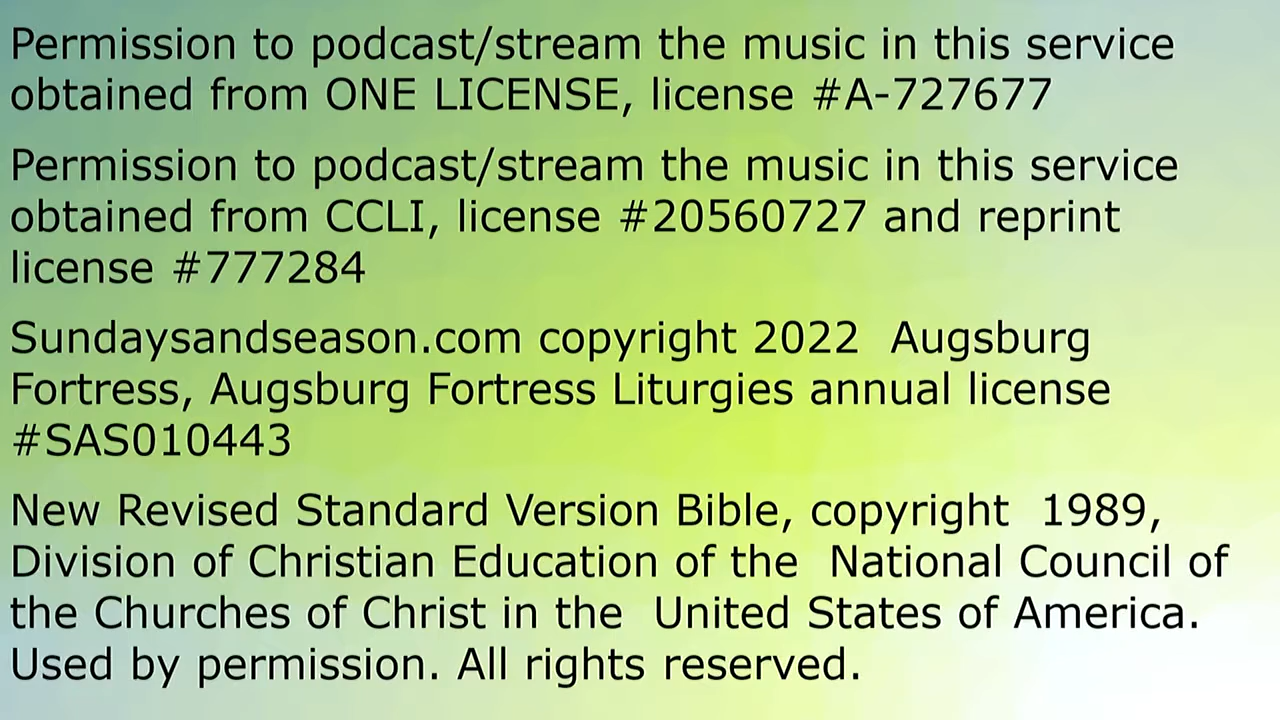 Permission to podcast/stream the music in this service
obtained from ONE LICENSE, license #A-727677
Permission to podcast/stream the music in this service
obtained from CCLI, license #20560727 and reprint
license #777284
Sundaysandseason.com copyright 2022  Augsburg
Fortress, Augsburg Fortress Liturgies annual license
#SAS010443
New Revised Standard Version Bible, copyright  1989,
Division of Christian Education of the  National Council of
the Churches of Christ in the  United States of America.
Used by permission. All rights reserved.